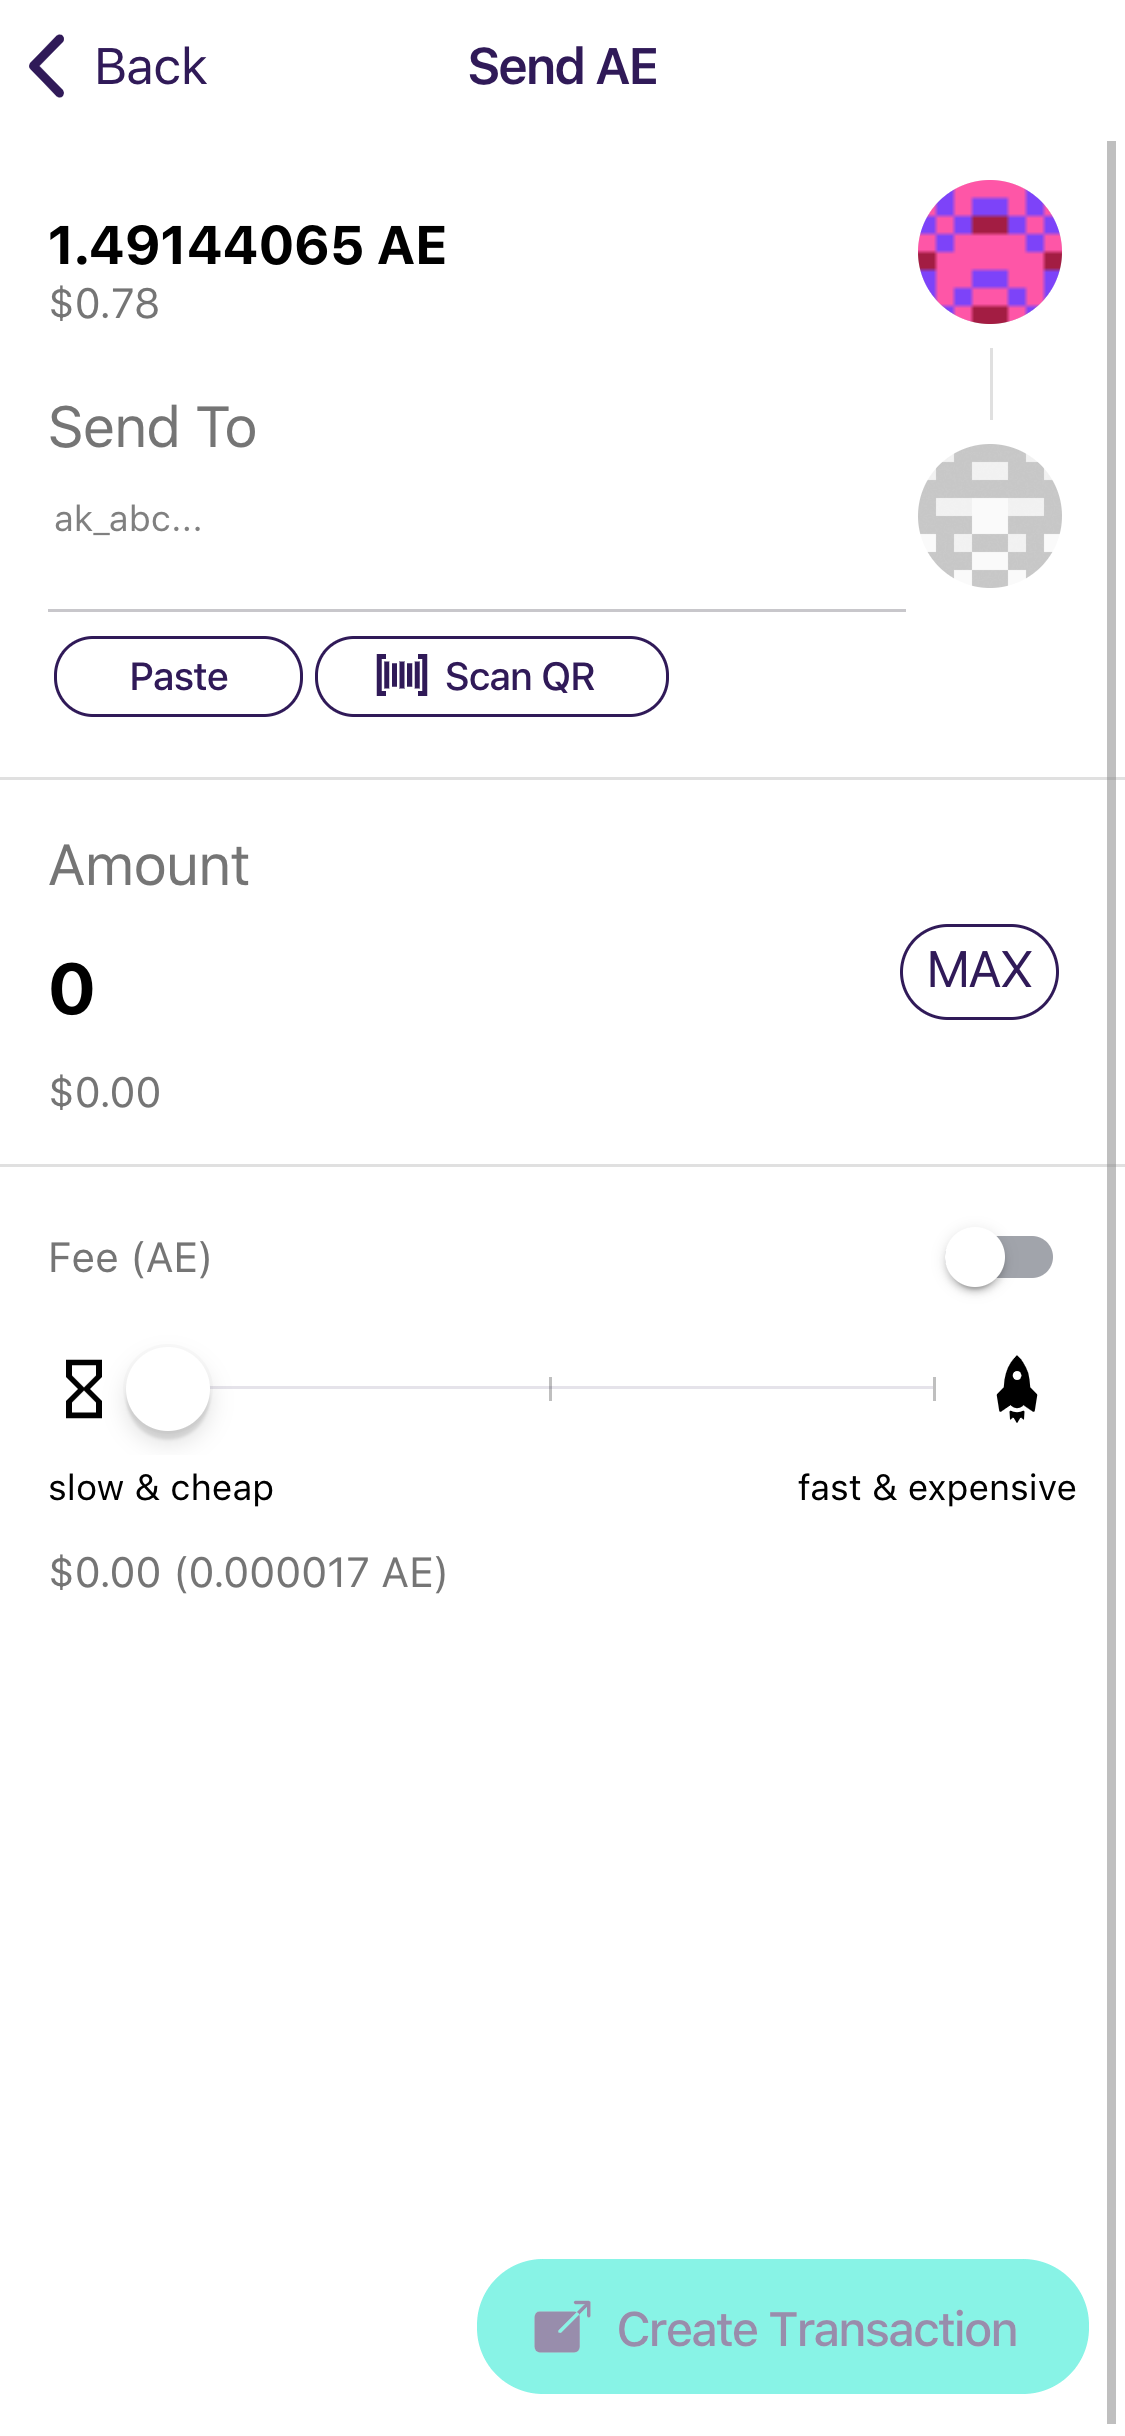 Back
Send AE
1.49144065 AE
$0.78
Send To
ak_abc...
Paste
Scan QR
Amount
0
MAX
$0.00
Fee (AE)
slow & cheap
fast & expensive
$0.00 (0.000017 AE)
Create Transaction